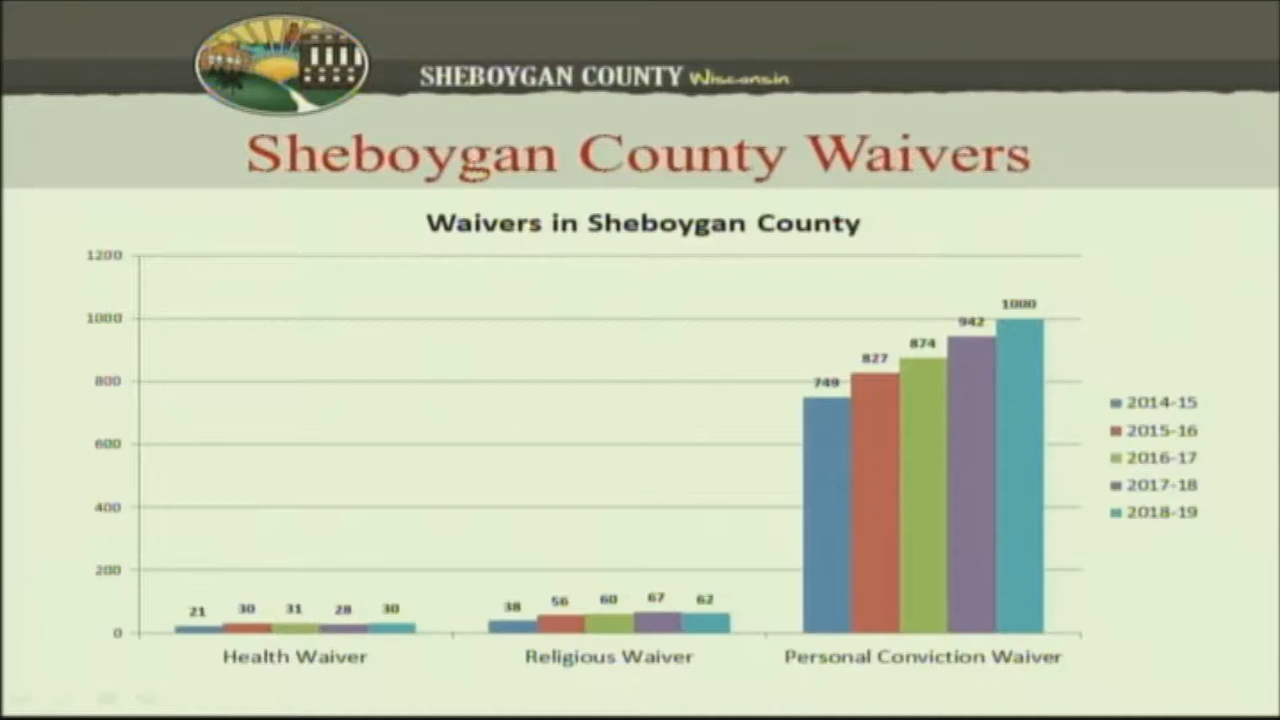 SHEBOYGAN COUNTY Wisconsin
Sheboygan County Waivers
Waivers in Sheboygan County
1200
1000
800
600
400
200
0
21 30 31 28 30
38 56 60 67 62
749 827 874 942 1000
Health Waiver Religious Waiver Personal Conviction Waiver
2014-15
2015-16
2016-17
2017-18
2018-19